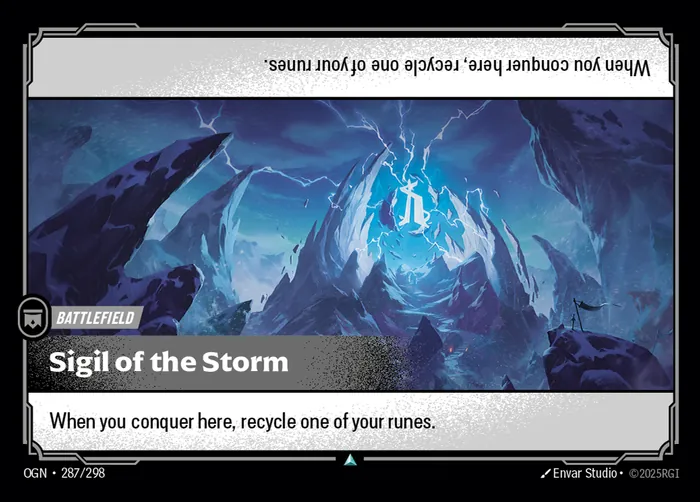 When you conquer here, recycle one of your runes.
BATTLEFIELD
Sigil of the Storm
When you conquer here, recycle one of your runes.
OGN • 287/298
Envar Studio • ©2025RGI